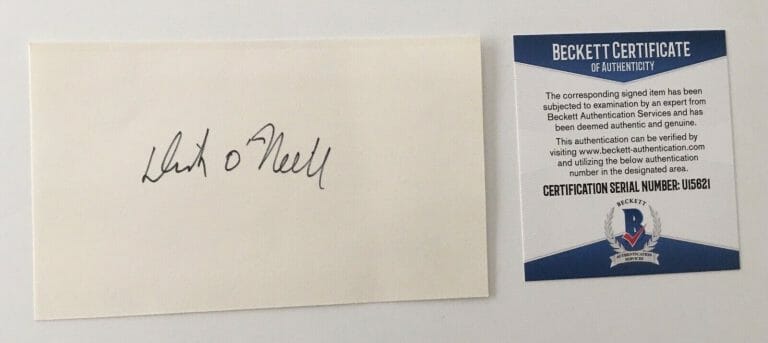 Dick O'Neill
BECKETT CERTIFICATE
OF AUTHENTICITY
The corresponding signed item has been
subjected to examination by an expert from
Beckett Authentication Services and has
been deemed authentic and genuine.
This authentication can be verified by
visiting www.beckett-authentication.com
and utilizing the below authentication
number in the designated area.
CERTIFICATION SERIAL NUMBER: U15621
BECKETT
B
AUTHENTICATION
SERVICES